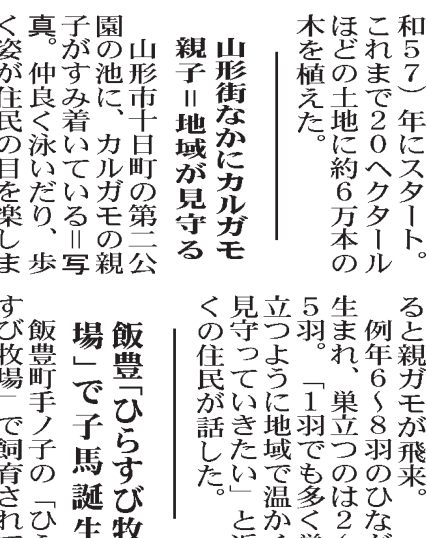 和57）年にスタート。
これまで20ヘクタール
ほどの土地に約6万本の
木を植えた。
山形街なかにカルガモ
親子＝地域が見守る
山形市十日町の第二公
園の池に、カルガモの親
子がすみ着いている＝写
真。仲良く泳いだり、歩
く姿が住民の目を楽しま
ると親ガモが飛来。
例年6〜8羽のひな
生まれ、巣立つのは2
5羽。「1羽でも多く
立つように地域で温か
見守っていきたい」と
くの住民が話した。
飯豊「ひらすび牧
場」で子馬誕生
飯豊町手ノ子の「ひ
すび牧場」で飼育されて